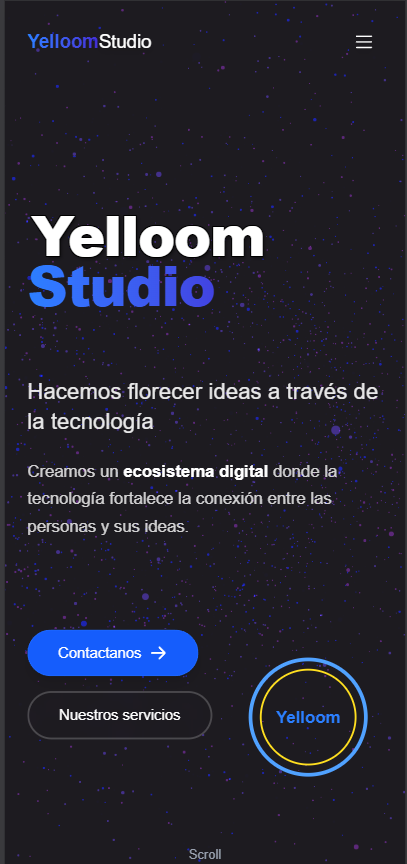 YelloomStudio
Yelloom
Studio
Hacemos florecer ideas a través de
la tecnología
Creamos un ecosistema digital donde la
tecnología fortalece la conexión entre las
personas y sus ideas.
Contactanos
Nuestros servicios
Yelloom
Scroll